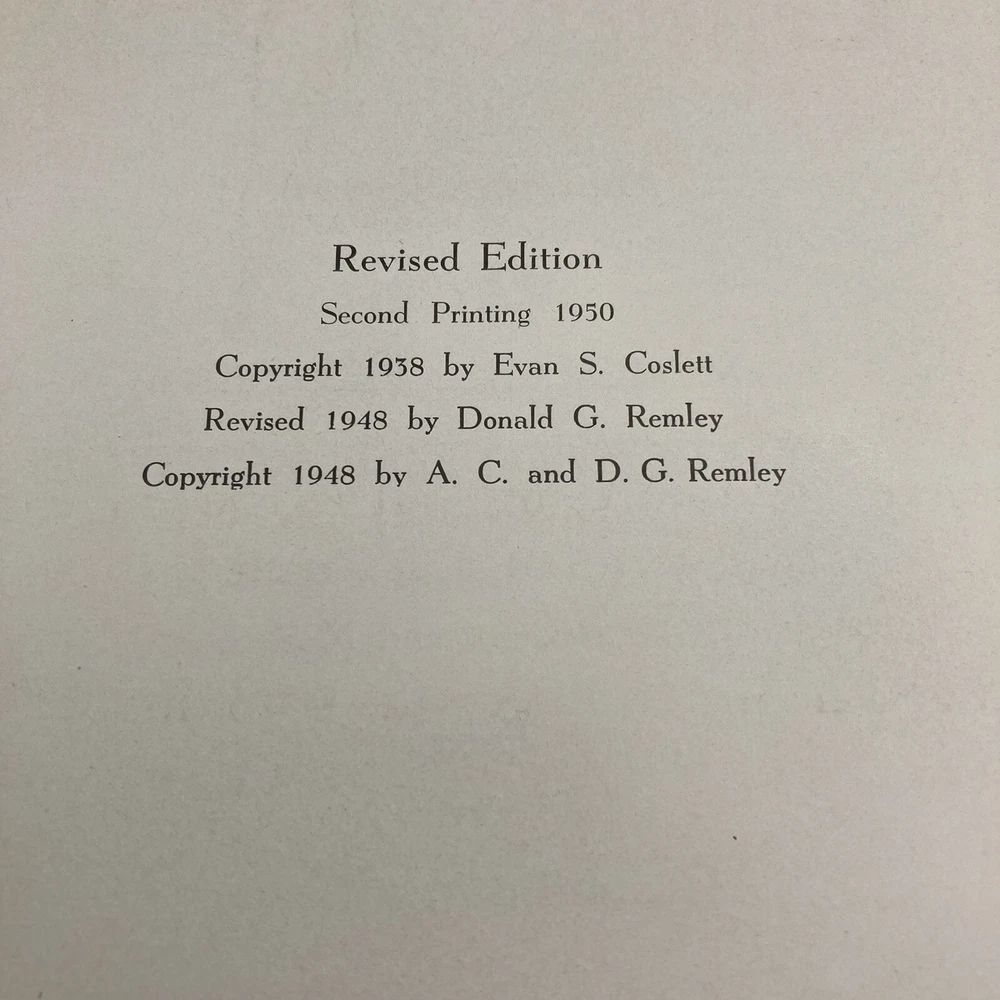 Revised Edition
Second Printing 1950
Copyright 1938 by Evan S. Coslett
Revised 1948 by Donald G. Remley
Copyright 1948 by A. C. and D. G. Remley